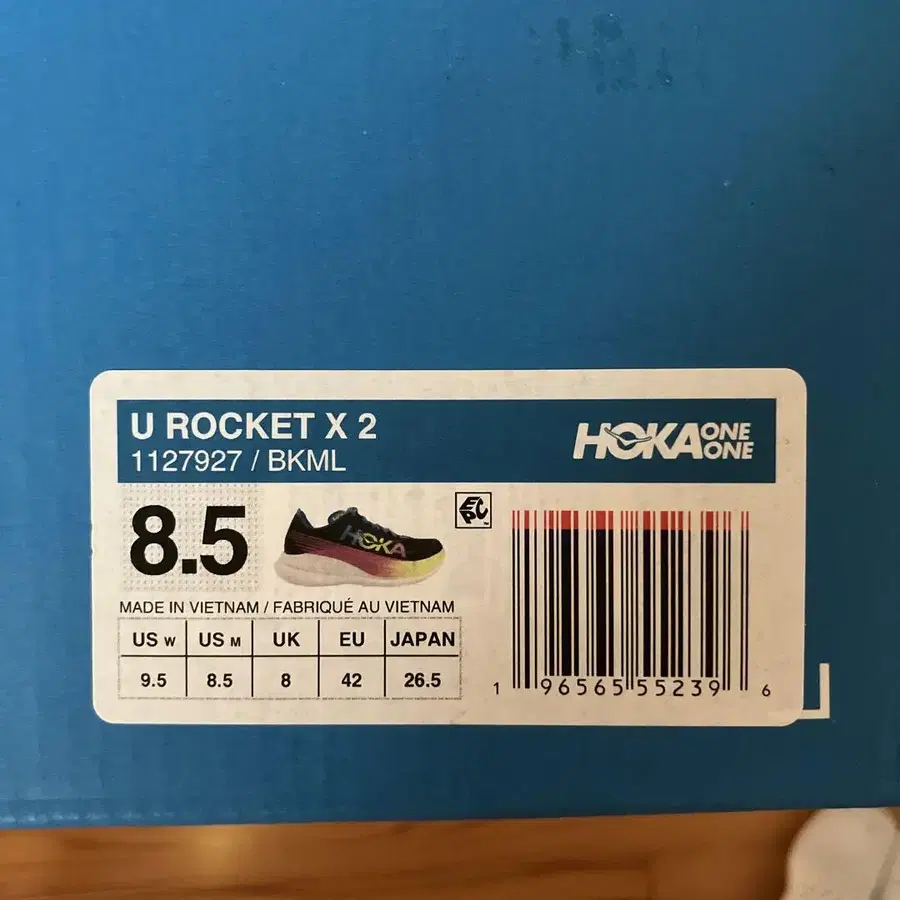 U ROCKET X 2
1127927 / BKML
HOKA ONE ONE
8.5
HOKA
EPC
MADE IN VIETNAM / FABRIQUÉ AU VIETNAM
US W US M UK EU JAPAN
9.5 8.5 8 42 26.5
1 96565 55239 6